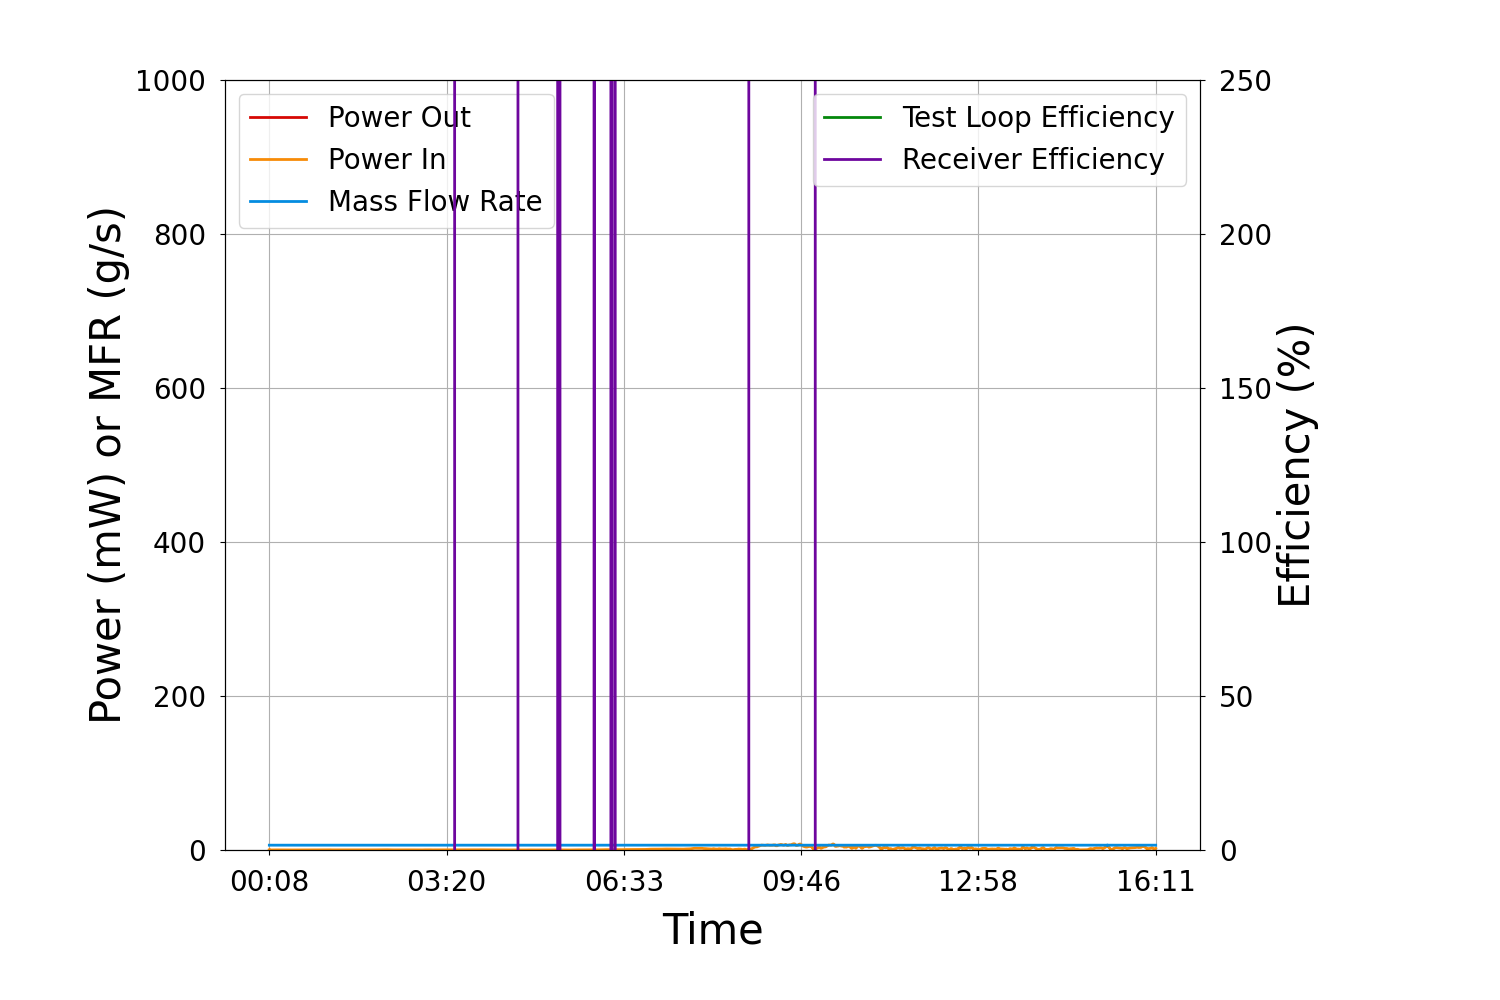 1000
800
600
400
200
0
Power (mW) or MFR (g/s)
Power Out
Power In
Mass Flow Rate
Test Loop Efficiency
Receiver Efficiency
250
200
150
100
50
0
Efficiency (%)
00:08 03:20 06:33 09:46 12:58 16:11
Time